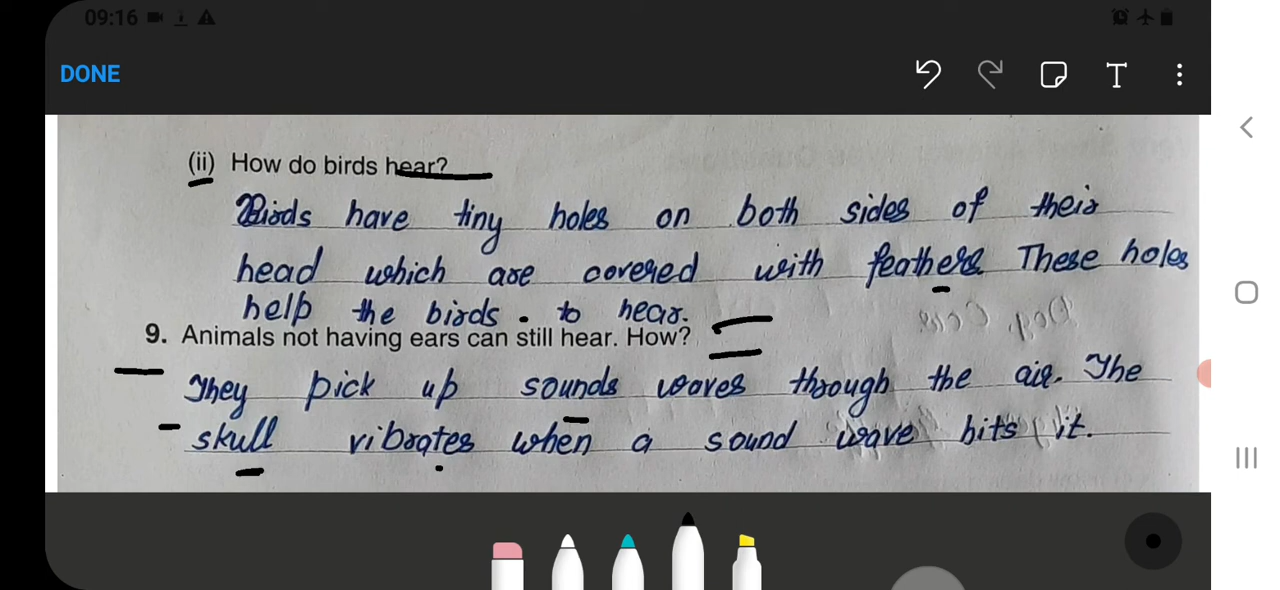 09:16
DONE
T
(ii) How do birds hear?
Birds have tiny holes on both sides of their
head which are covered with feathers. These holes
help the birds to hear.
9. Animals not having ears can still hear. How?
They pick up sounds waves through the air. The
skull vibrates when a sound wave hits it.